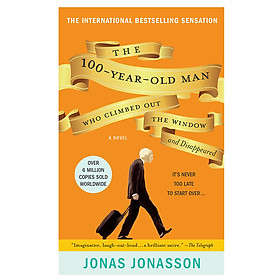 THE INTERNATIONAL BESTSELLING SENSATION
THE
100-YEAR-OLD MAN
WHO CLIMBED OUT
THE WINDOW
and Disappeared
A NOVEL
OVER
6 MILLION
COPIES SOLD
WORLDWIDE
IT'S NEVER
TOO LATE
TO START OVER...
"Imaginative, laugh-out-loud...a brilliant satire." —The Telegraph
JONAS JONASSON